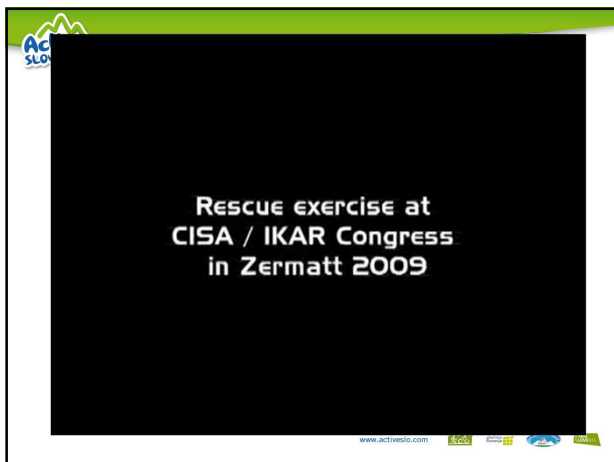 Rescue exercise at
CISA / IKAR Congress
in Zermatt 2009
www.activeslo.com